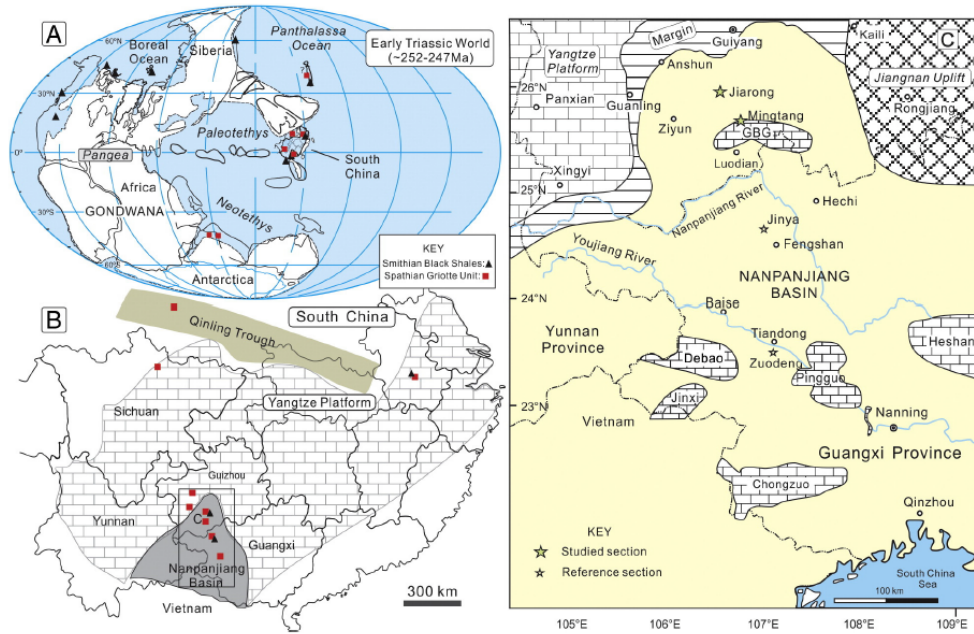 A
60°N
Boreal
Ocean
Siberia
Panthalassa
Ocean
Early Triassic World
(~252-247Ma)
30°N
Paleotethys
0°
Pangea
South
China
Africa
GONDWANA
Neotethys
30°S
60°S
Antarctica
KEY
Smithian Black Shales:
Spathian Griotte Unit:
B
South China
Qinling Trough
Yangtze Platform
Sichuan
Guizhou
C
Yunnan
Guangxi
Nanpanjiang
Basin
Vietnam
300 km
C
Margin
Guiyang
Kaili
Yangtze
Platform
Anshun
Jiangnan Uplift
26°N
Jiarong
Panxian
Guanling
Rongjiang
Mingtang
Ziyun
GBG
Luodian
Xingyi
25°N
Hechi
Nanpanjiang River
Jinya
Youjiang River
Fengshan
NANPANJIANG
BASIN
24°N
Baise
Yunnan
Province
Tiandong
Heshan
Debao
Zuodeng
Pingguo
Jinxi
23°N
Vietnam
Nanning
Guangxi Province
Chongzuo
Qinzhou
KEY
Studied section
Reference section
South China
Sea
100 km
105°E
106°E
107°E
108°E
109°E